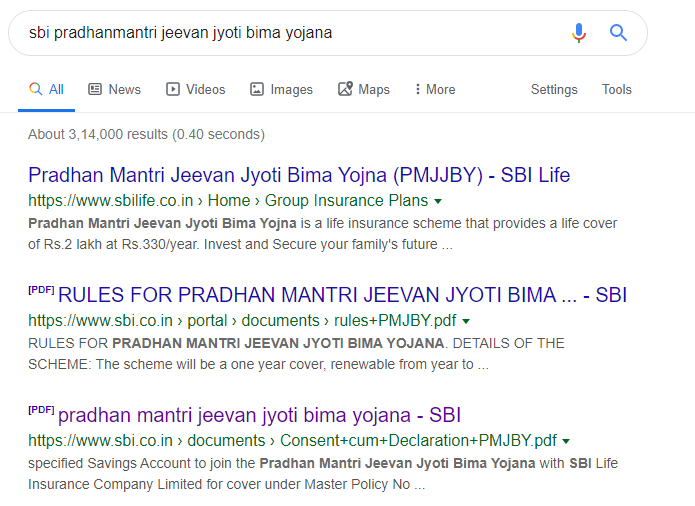 sbi pradhanmantri jeevan jyoti bima yojana
All News Videos Images Maps More Settings Tools
About 3,14,000 results (0.40 seconds)
Pradhan Mantri Jeevan Jyoti Bima Yojna (PMJJBY) - SBI Life
https://www.sbilife.co.in › Home › Group Insurance Plans
Pradhan Mantri Jeevan Jyoti Bima Yojna is a life insurance scheme that provides a life cover
of Rs.2 lakh at Rs.330/year. Invest and Secure your family's future ...
[PDF] RULES FOR PRADHAN MANTRI JEEVAN JYOTI BIMA ... - SBI
https://www.sbi.co.in › portal › documents › rules+PMJBY.pdf
RULES FOR PRADHAN MANTRI JEEVAN JYOTI BIMA YOJANA. DETAILS OF THE
SCHEME: The scheme will be a one year cover, renewable from year to ...
[PDF] pradhan mantri jeevan jyoti bima yojana - SBI
https://www.sbi.co.in › documents › Consent+cum+Declaration+PMJBY.pdf
specified Savings Account to join the Pradhan Mantri Jeevan Jyoti Bima Yojana with SBI Life
Insurance Company Limited for cover under Master Policy No ...